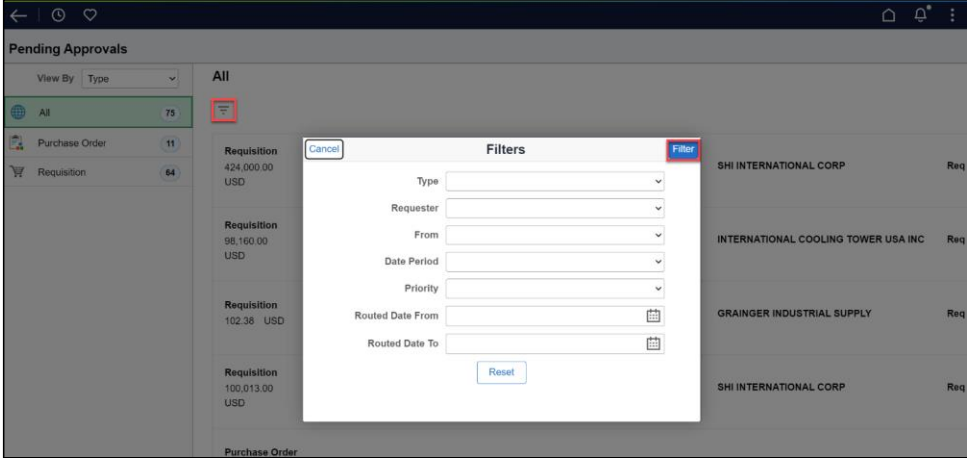 Pending Approvals
View By Type
All 75
Purchase Order 11
Requisition 64
All
Requisition
424,000.00
USD
SHI INTERNATIONAL CORP Req
Requisition
98,160.00
USD
INTERNATIONAL COOLING TOWER USA INC Req
Requisition
102.38 USD
GRAINGER INDUSTRIAL SUPPLY Req
Requisition
100,013.00
USD
SHI INTERNATIONAL CORP Req
Purchase Order
Cancel Filters Filter
Type
Requester
From
Date Period
Priority
Routed Date From
Routed Date To
Reset